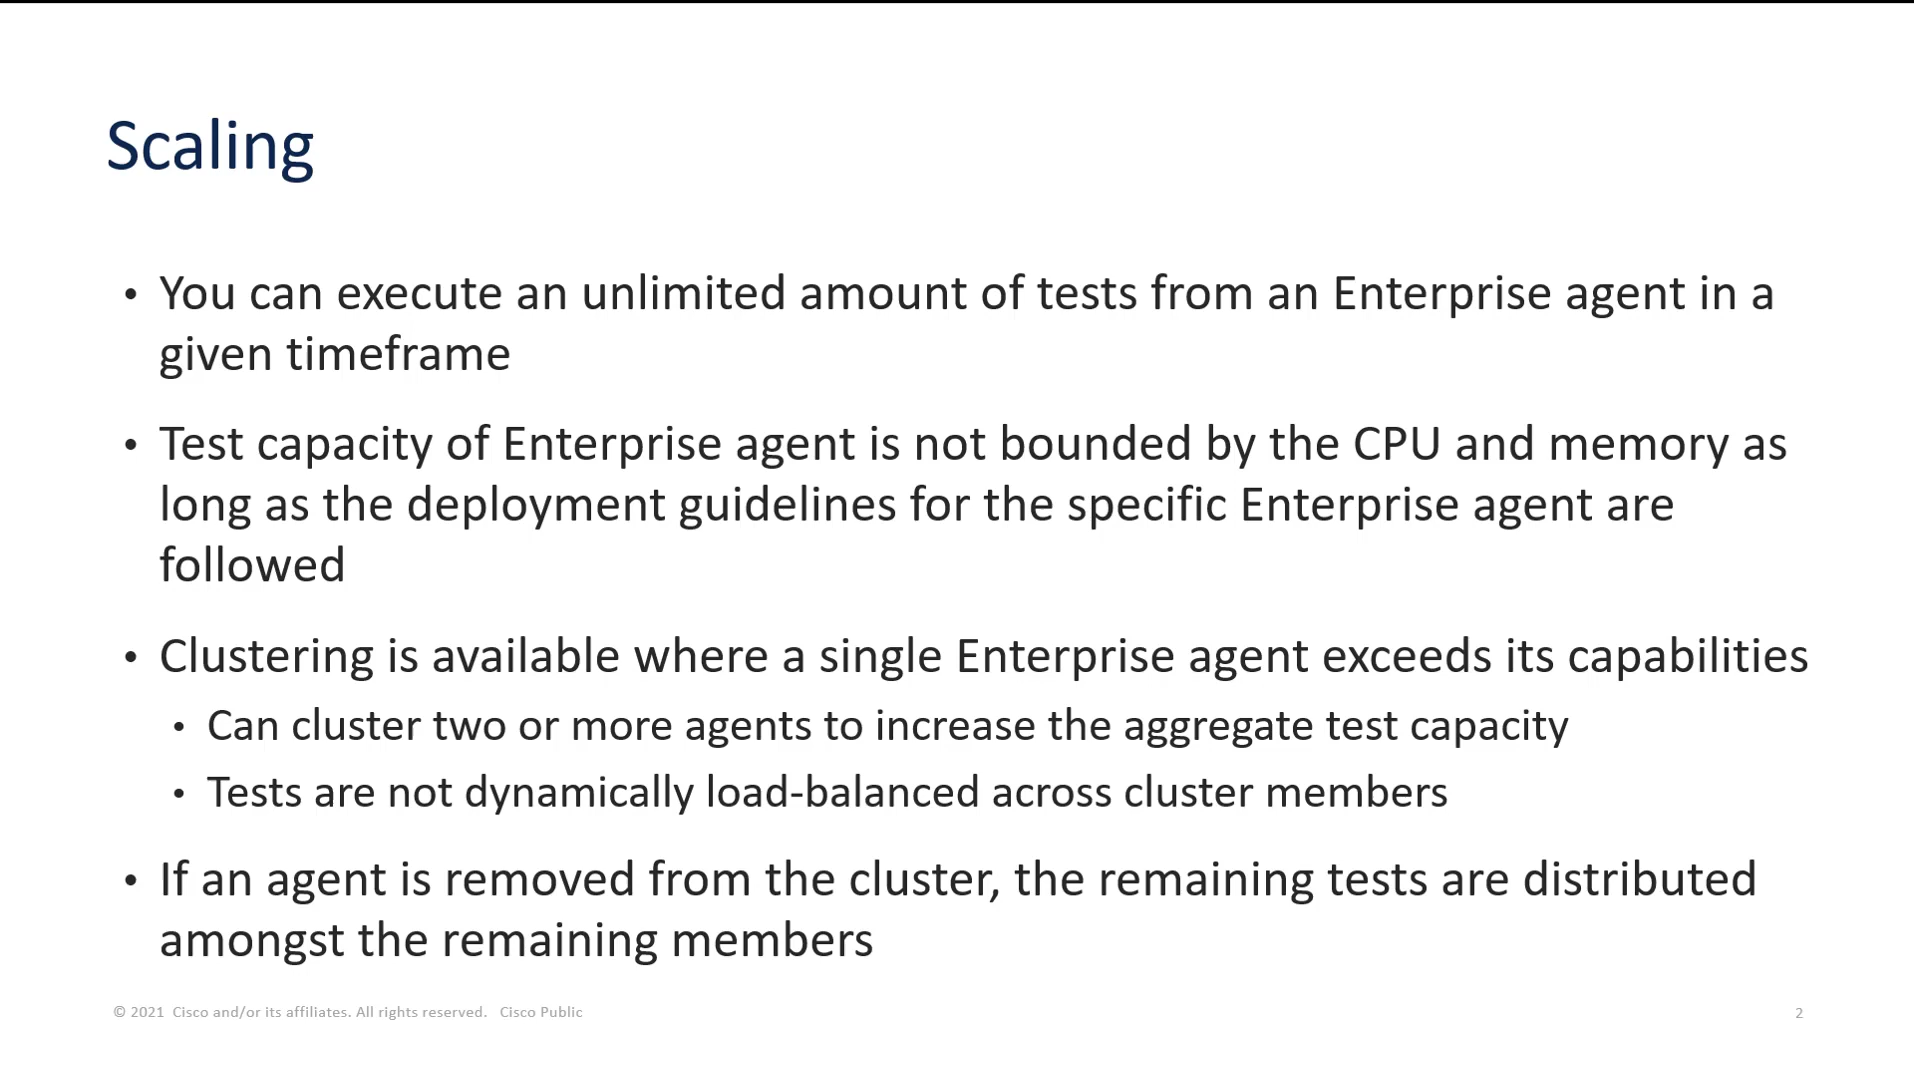 Scaling
• You can execute an unlimited amount of tests from an Enterprise agent in a
given timeframe
• Test capacity of Enterprise agent is not bounded by the CPU and memory as
long as the deployment guidelines for the specific Enterprise agent are
followed
• Clustering is available where a single Enterprise agent exceeds its capabilities
• Can cluster two or more agents to increase the aggregate test capacity
• Tests are not dynamically load-balanced across cluster members
• If an agent is removed from the cluster, the remaining tests are distributed
amongst the remaining members
© 2021 Cisco and/or its affiliates. All rights reserved. Cisco Public
2